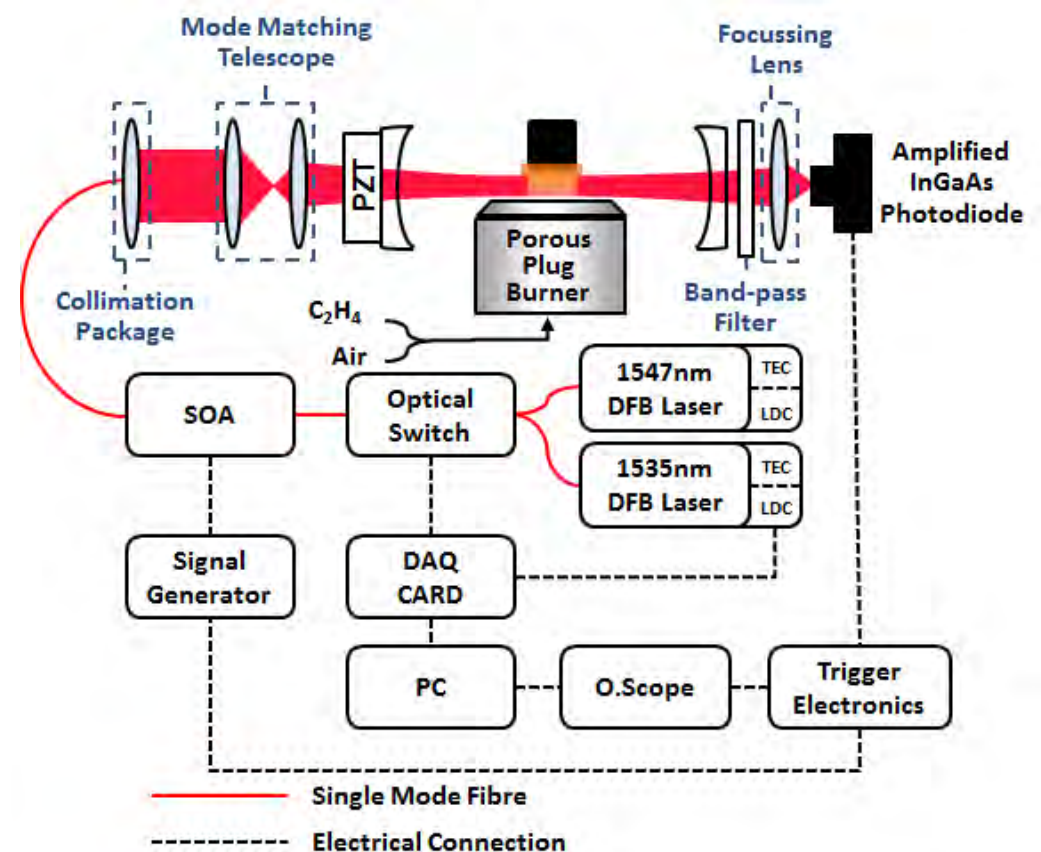 Mode Matching
Telescope
Focussing
Lens
PZT
Amplified
InGaAs
Photodiode
Porous
Plug
Burner
Collimation
Package
Band-pass
Filter
C₂H₄
Air
SOA
Optical
Switch
1547nm
DFB Laser
TEC
LDC
1535nm
DFB Laser
TEC
LDC
Signal
Generator
DAQ
CARD
PC
O.Scope
Trigger
Electronics
Single Mode Fibre
Electrical Connection